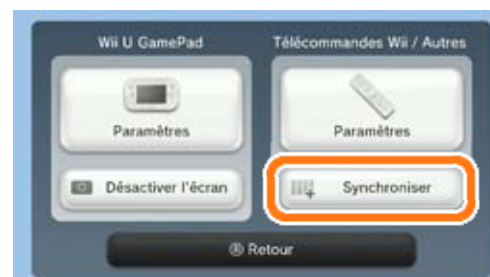 Wii U GamePad
Télécommandes Wii / Autres
Paramètres
Paramètres
Désactiver l'écran
Synchroniser
Ⓑ Retour